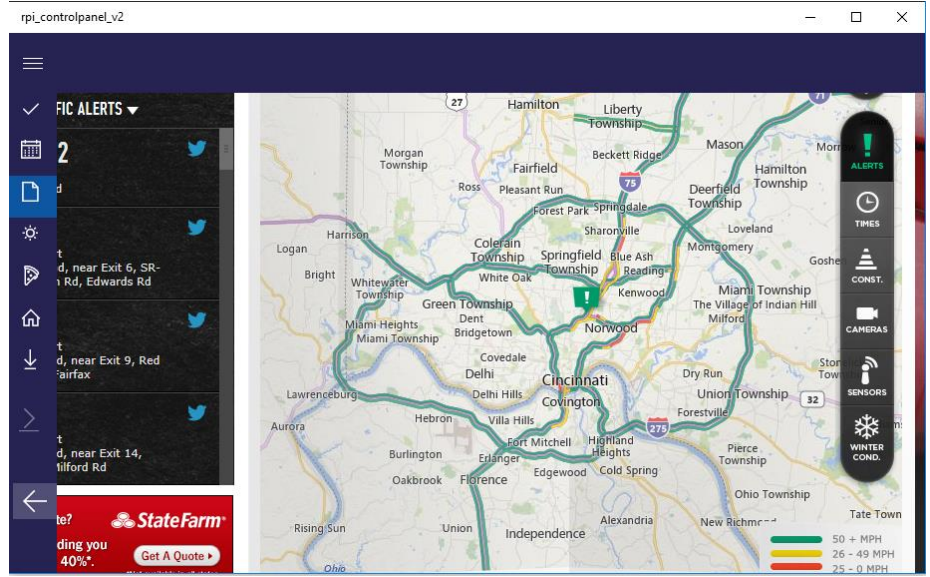 rpi_controlpanel_v2
FIC ALERTS
2
d
t
d, near Exit 6, SR-
n Rd, Edwards Rd
t
d, near Exit 9, Red
Fairfax
t
d, near Exit 14,
Milford Rd
te?
StateFarm
ding you
40%*.
Get A Quote
27
Hamilton
Liberty
Township
71
Morgan
Township
Fairfield
Beckett Ridge
Mason
Ross
Pleasant Run
75
Deerfield
Township
Hamilton
Township
Forest Park
Springdale
Harrison
Sharonville
Loveland
Logan
Colerain
Township
Springfield
Township
Blue Ash
Montgomery
Goshe
Bright
Whitewater
Township
White Oak
Reading
Kenwood
Miami Township
The Village of Indian Hill
Green Township
Milford
Miami Heights
Miami Township
Dent
Bridgetown
Norwood
Covedale
Delhi
Cincinnati
Dry Run
Lawrenceburg
Delhi Hills
Covington
Union Township
32
Aurora
Hebron
Villa Hills
275
Forestville
Burlington
Fort Mitchell
Highland
Heights
Pierce
Township
Erlanger
Oakbrook
Florence
Edgewood
Cold Spring
Ohio Township
Rising Sun
Union
Independence
Alexandria
New Richmond
Tate Town
Ohio
ALERTS
TIMES
CONST.
CAMERAS
SENSORS
WINTER
COND.
50 + MPH
26 - 49 MPH
25 - 0 MPH